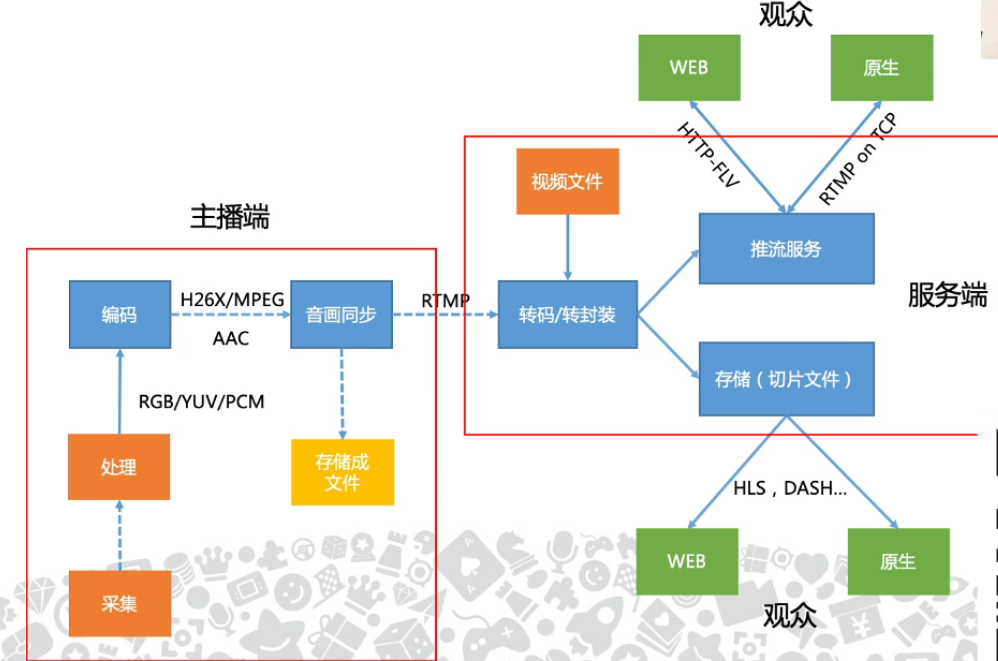 观众
WEB
原生
HTTP-FLV
RTMP on TCP
视频文件
主播端
推流服务
服务端
编码
H26X/MPEG
AAC
音画同步
RTMP
转码/转封装
存储（切片文件）
RGB/YUV/PCM
处理
存储成
文件
HLS，DASH...
采集
WEB
原生
观众